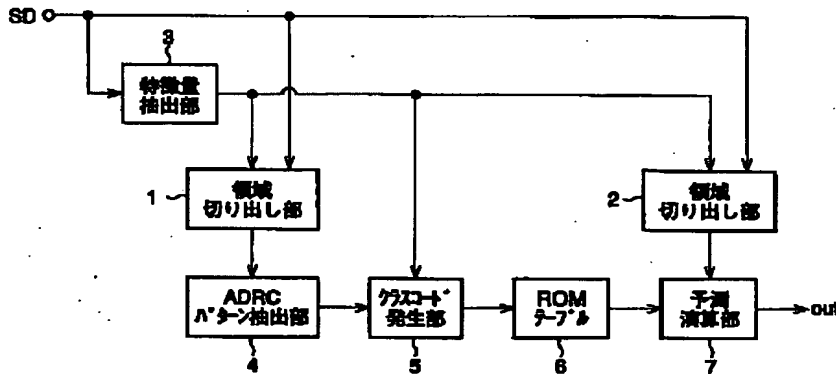 SD
3
特徴量
抽出部
1
領域
切り出し部
2
領域
切り出し部
ADRC
パターン抽出部
4
クラスコード
発生部
5
ROM
テーブル
6
予測
演算部
7
out